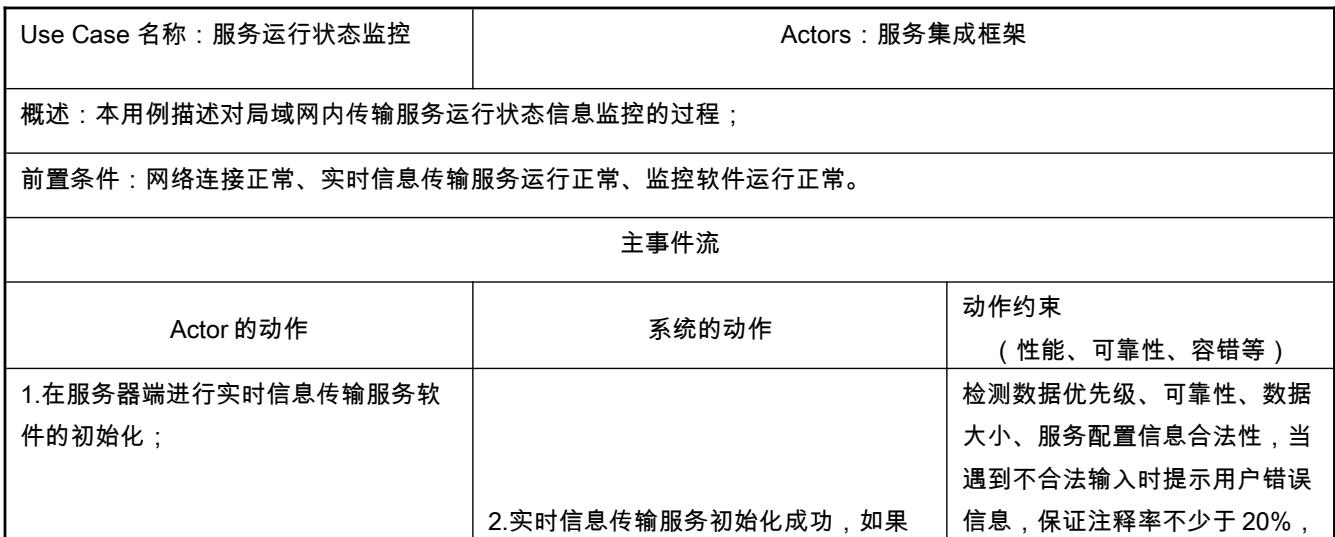 Use Case 名称：服务运行状态监控
Actors：服务集成框架
概述：本用例描述对局域网内传输服务运行状态信息监控的过程；
前置条件：网络连接正常、实时信息传输服务运行正常、监控软件运行正常。
主事件流
Actor 的动作
系统的动作
动作约束
（性能、可靠性、容错等）
1.在服务器端进行实时信息传输服务软
件的初始化；
2.实时信息传输服务初始化成功，如果
检测数据优先级、可靠性、数据
大小、服务配置信息合法性，当
遇到不合法输入时提示用户错误
信息，保证注释率不少于 20%，